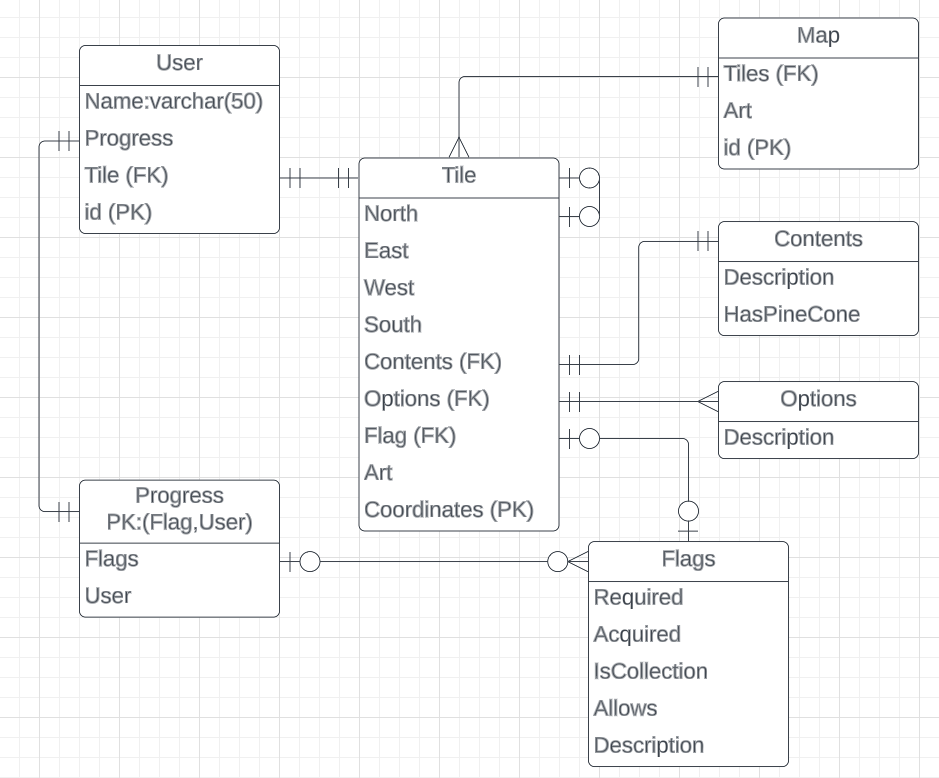 User
Name:varchar(50)
Progress
Tile (FK)
id (PK)
Map
Tiles (FK)
Art
id (PK)
Tile
North
East
West
South
Contents (FK)
Options (FK)
Flag (FK)
Art
Coordinates (PK)
Contents
Description
HasPineCone
Options
Description
Progress
PK:(Flag,User)
Flags
User
Flags
Required
Acquired
IsCollection
Allows
Description